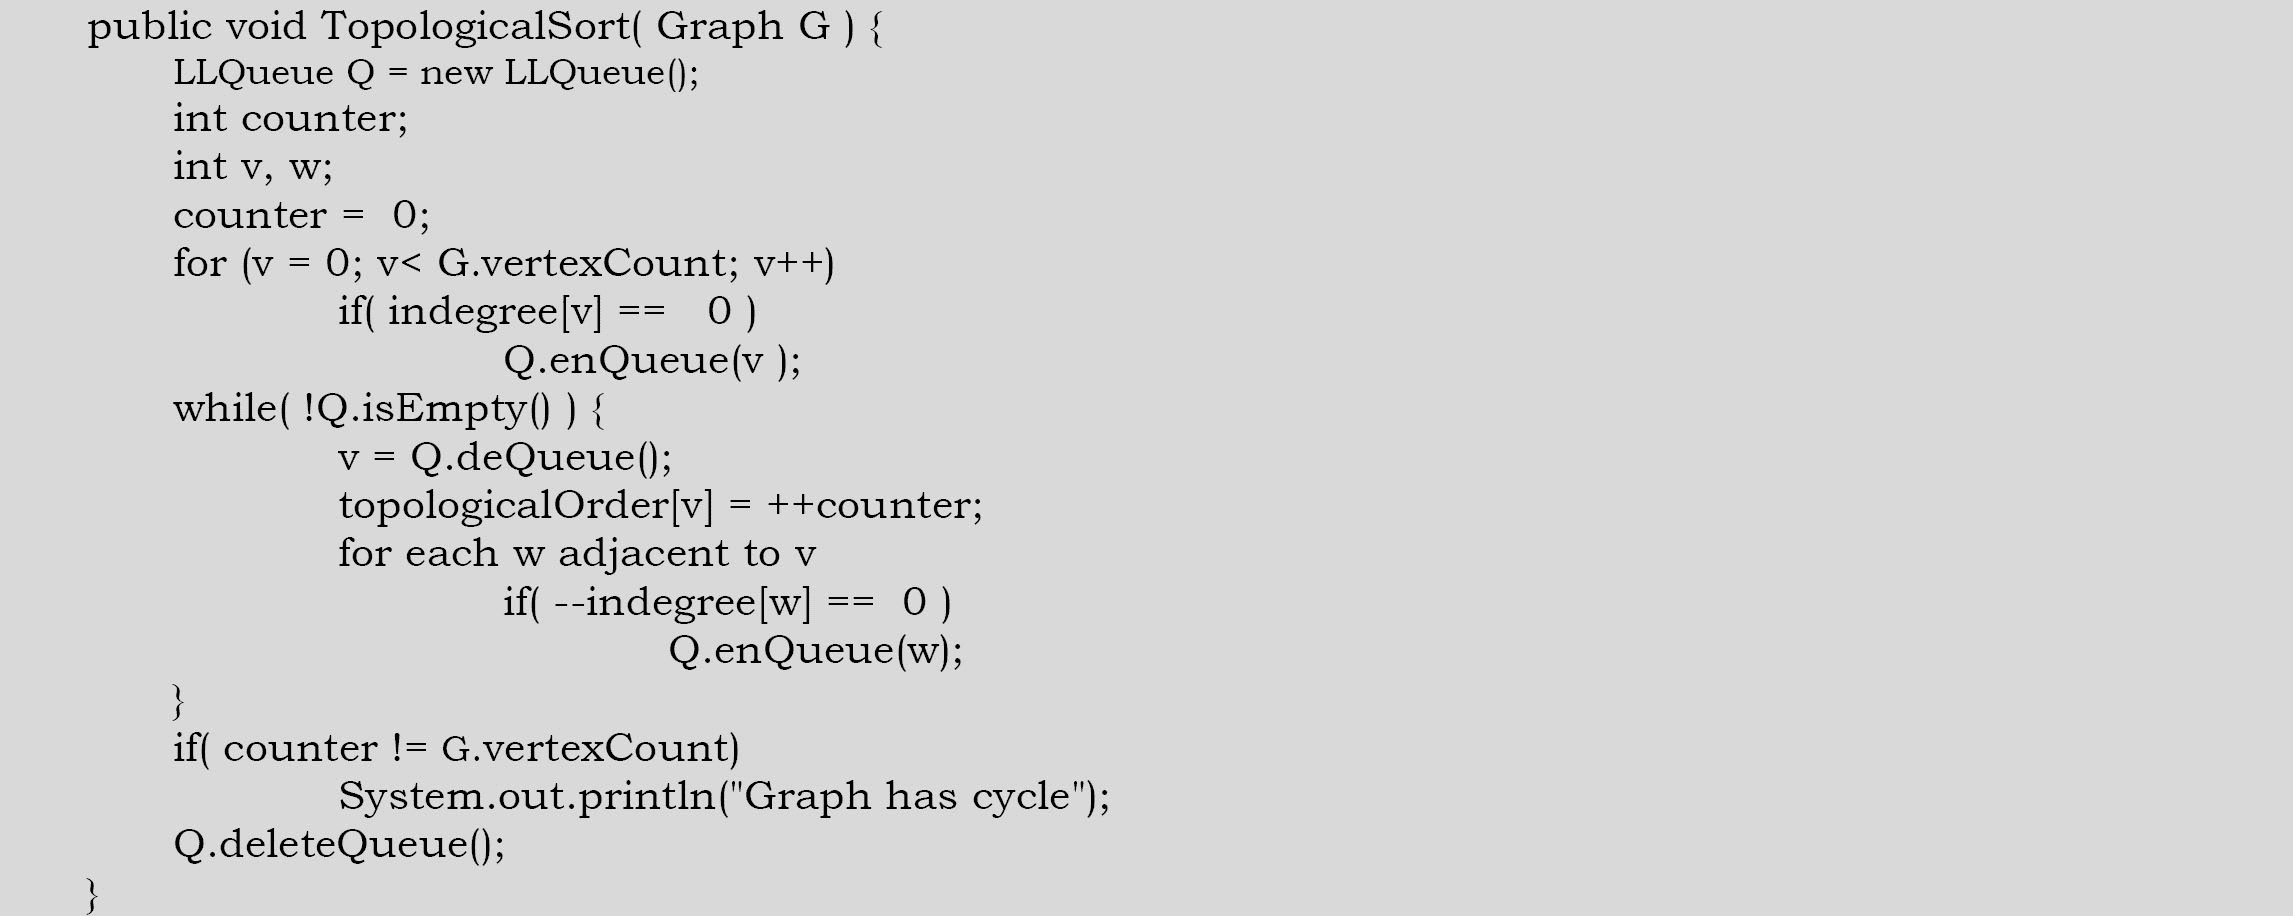 public void TopologicalSort( Graph G ) {
LLQueue Q = new LLQueue();
int counter;
int v, w;
counter =  0;
for (v = 0; v< G.vertexCount; v++)
if( indegree[v] ==   0 )
Q.enQueue(v );
while( !Q.isEmpty() ) {
v = Q.deQueue();
topologicalOrder[v] = ++counter;
for each w adjacent to v
if( --indegree[w] ==  0 )
Q.enQueue(w);
}
if( counter != G.vertexCount)
System.out.println("Graph has cycle");
Q.deleteQueue();
}